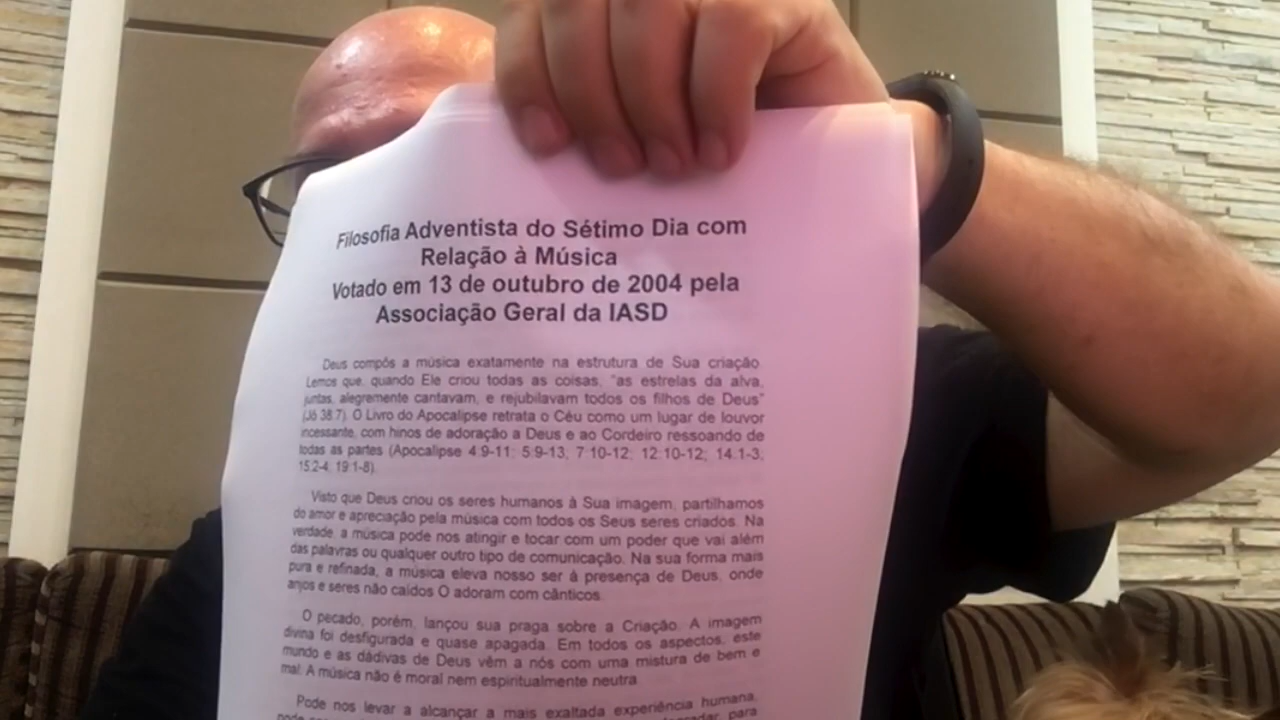 Filosofia Adventista do Sétimo Dia com
Relação à Música
Votado em 13 de outubro de 2004 pela
Associação Geral da IASD
Deus compôs a música exatamente na estrutura de Sua criação.
Lemos que, quando Ele criou todas as coisas, "as estrelas da alva,
juntas, alegremente cantavam, e rejubilavam todos os filhos de Deus"
(Jó 38:7). O Livro do Apocalipse retrata o Céu como um lugar de louvor
incessante, com hinos de adoração a Deus e ao Cordeiro ressoando de
todas as partes (Apocalipse 4:9-11; 5:9-13; 7:10-12; 12:10-12; 14:1-3;
15:2-4; 19:1-8).
Visto que Deus criou os seres humanos à Sua imagem, partilhamos
do amor e apreciação pela música com todos os Seus seres criados. Na
verdade, a música pode nos atingir e tocar com um poder que vai além
das palavras ou qualquer outro tipo de comunicação. Na sua forma mais
pura e refinada, a música eleva nosso ser à presença de Deus, onde
anjos e seres não caídos O adoram com cânticos.
O pecado, porém, lançou sua praga sobre a Criação. A imagem
divina foi desfigurada e quase apagada. Em todos os aspectos, este
mundo e as dádivas de Deus vêm a nós com uma mistura de bem e
mal. A música não é moral nem espiritualmente neutra.
Pode nos levar a alcançar a mais exaltada experiência humana,
para